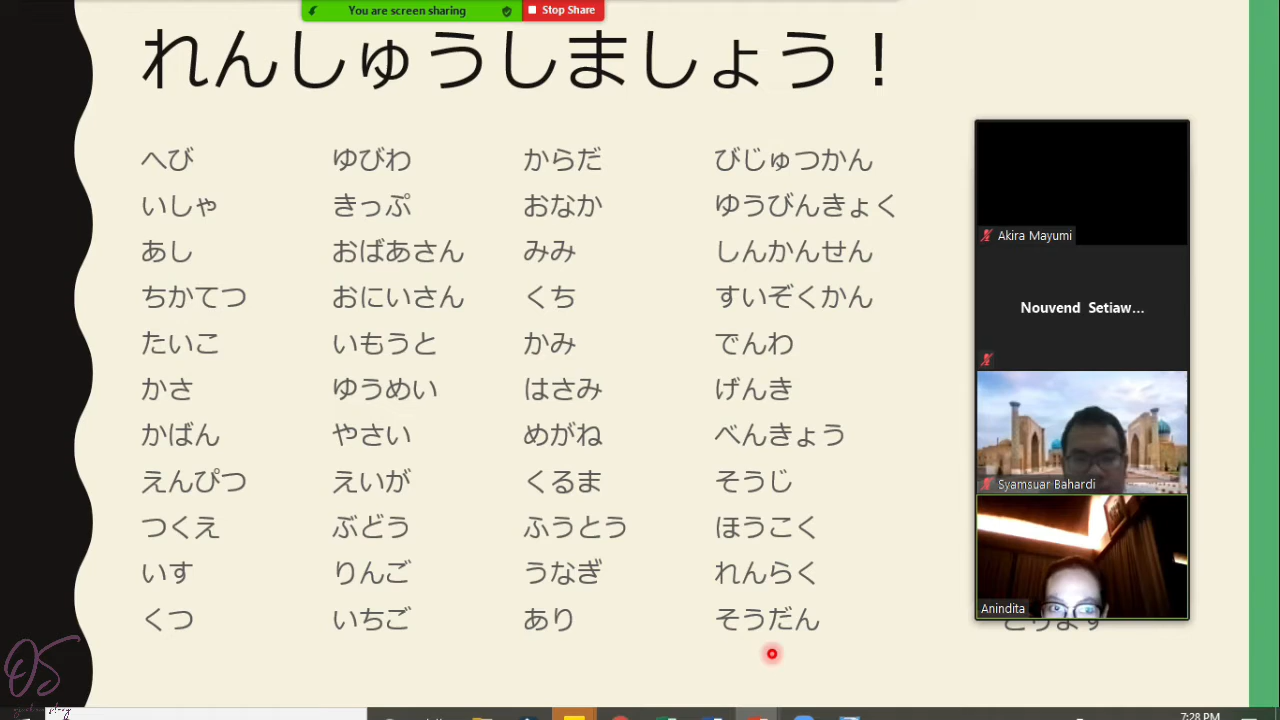 You are screen sharing
Stop Share
れんしゅうしましょう！
へび ゆびわ からだ びじゅつかん
いしゃ きっぷ おなか ゆうびんきょく
あし おばあさん みみ しんかんせん
ちかてつ おにいさん くち すいぞくかん
たいこ いもうと かみ でんわ
かさ ゆうめい はさみ げんき
かばん やさい めがね べんきょう
えんぴつ えいが くるま そうじ
つくえ ぶどう ふうとう ほうこく
いす りんご うなぎ れんらく
くつ いちご あり そうだん
Akira Mayumi
Nouvend Setiaw...
Syamsuar Bahardi
Anindita
OS
7:28 PM